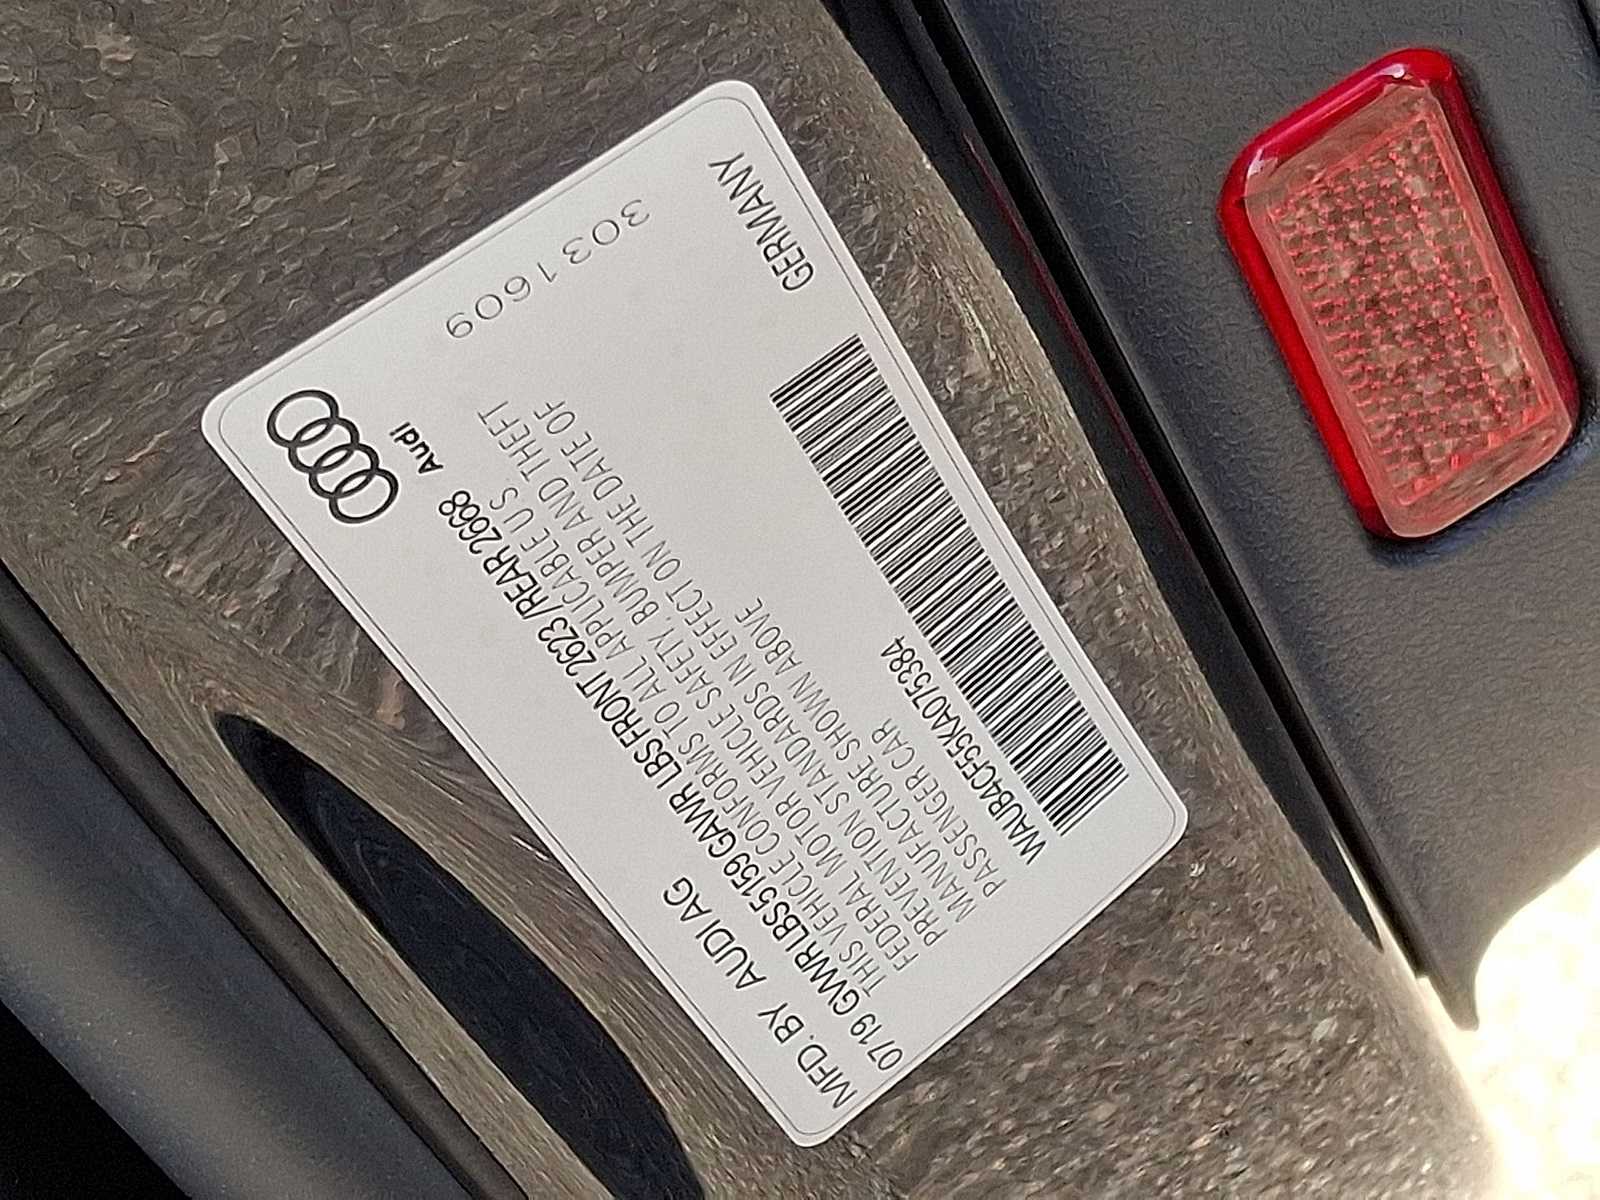 MFD. BY AUDI AG
Audi
0719 GVWR LBS 5159 GAWR LBS FRONT 2623 / REAR 2668
THIS VEHICLE CONFORMS TO ALL APPLICABLE U S
FEDERAL MOTOR VEHICLE SAFETY, BUMPER AND THEFT
PREVENTION STANDARDS IN EFFECT ON THE DATE OF
MANUFACTURE SHOWN ABOVE
PASSENGER CAR
WAUB4CF55KA075384
GERMANY
3031609